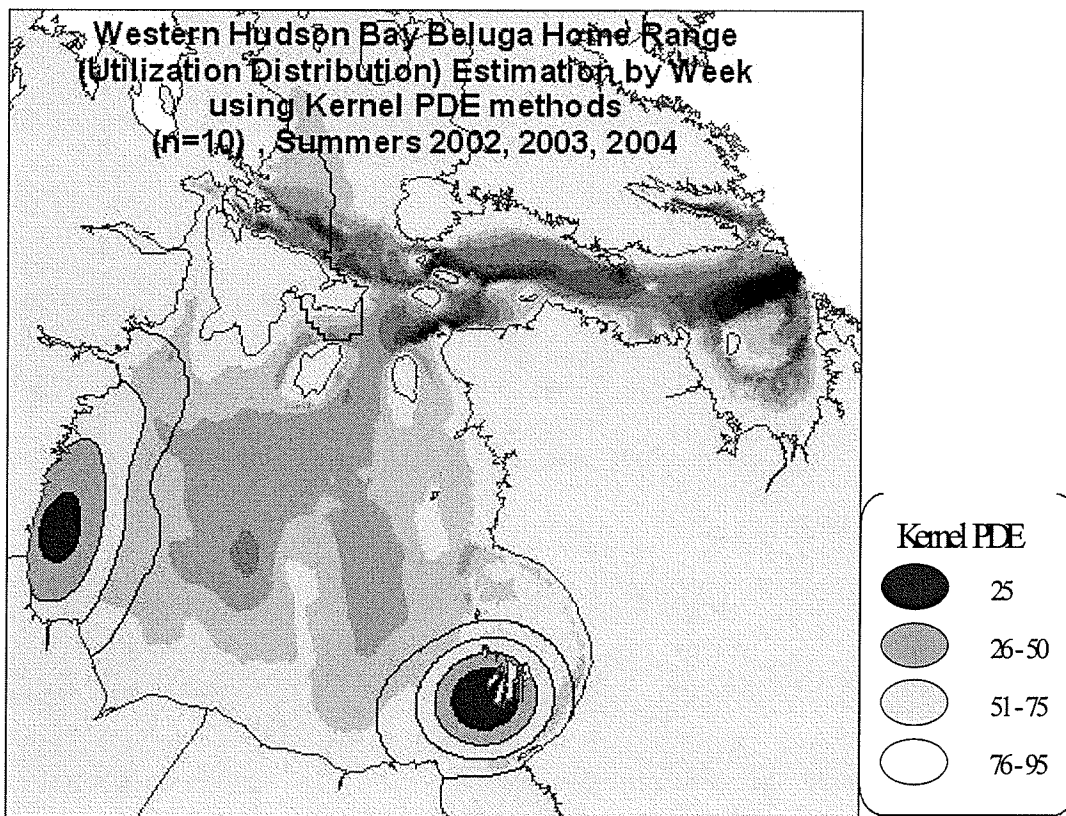 Western Hudson Bay Beluga Home Range
(Utilization Distribution) Estimation by Week
using Kernel PDE methods
(n=10) , Summers 2002, 2003, 2004
Kernel PDE
25
26-50
51-75
76-95